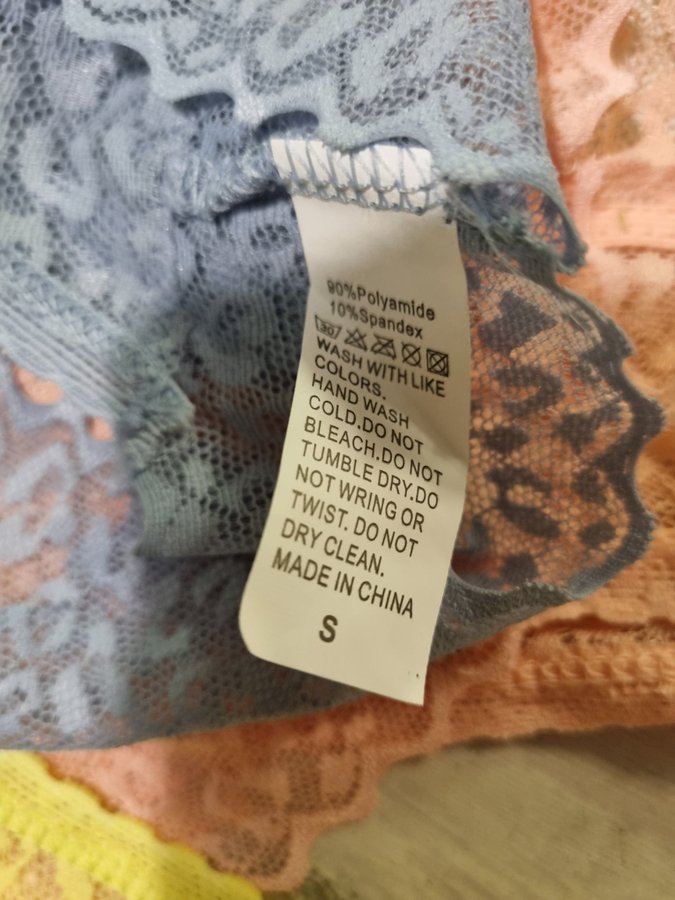 90%Polyamide
10%Spandex
30
WASH WITH LIKE
COLORS.
HAND WASH
COLD.DO NOT
BLEACH.DO NOT
TUMBLE DRY.DO
NOT WRING OR
TWIST. DO NOT
DRY CLEAN.
MADE IN CHINA
S